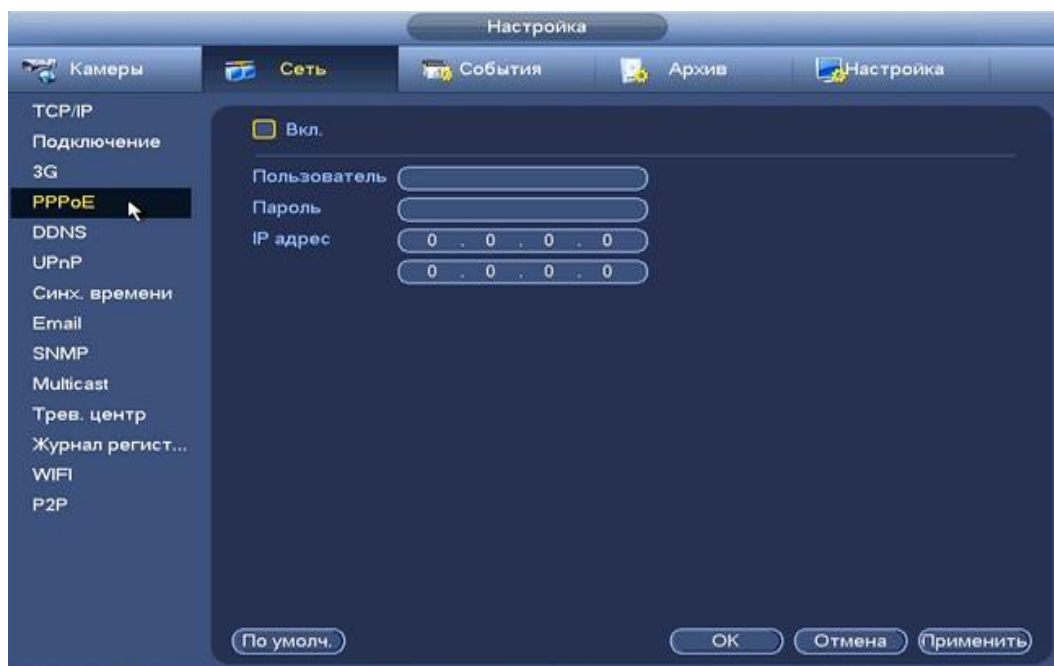 Настройка
Камеры
Сеть
События
Архив
Настройка
TCP/IP
Подключение
3G
PPPoE
DDNS
UPnP
Синх. времени
Email
SNMP
Multicast
Трев. центр
Журнал регист...
WIFI
P2P
Вкл.
Пользователь
Пароль
IP адрес 0 . 0 . 0 . 0
0 . 0 . 0 . 0
По умолч. OK Отмена Применить